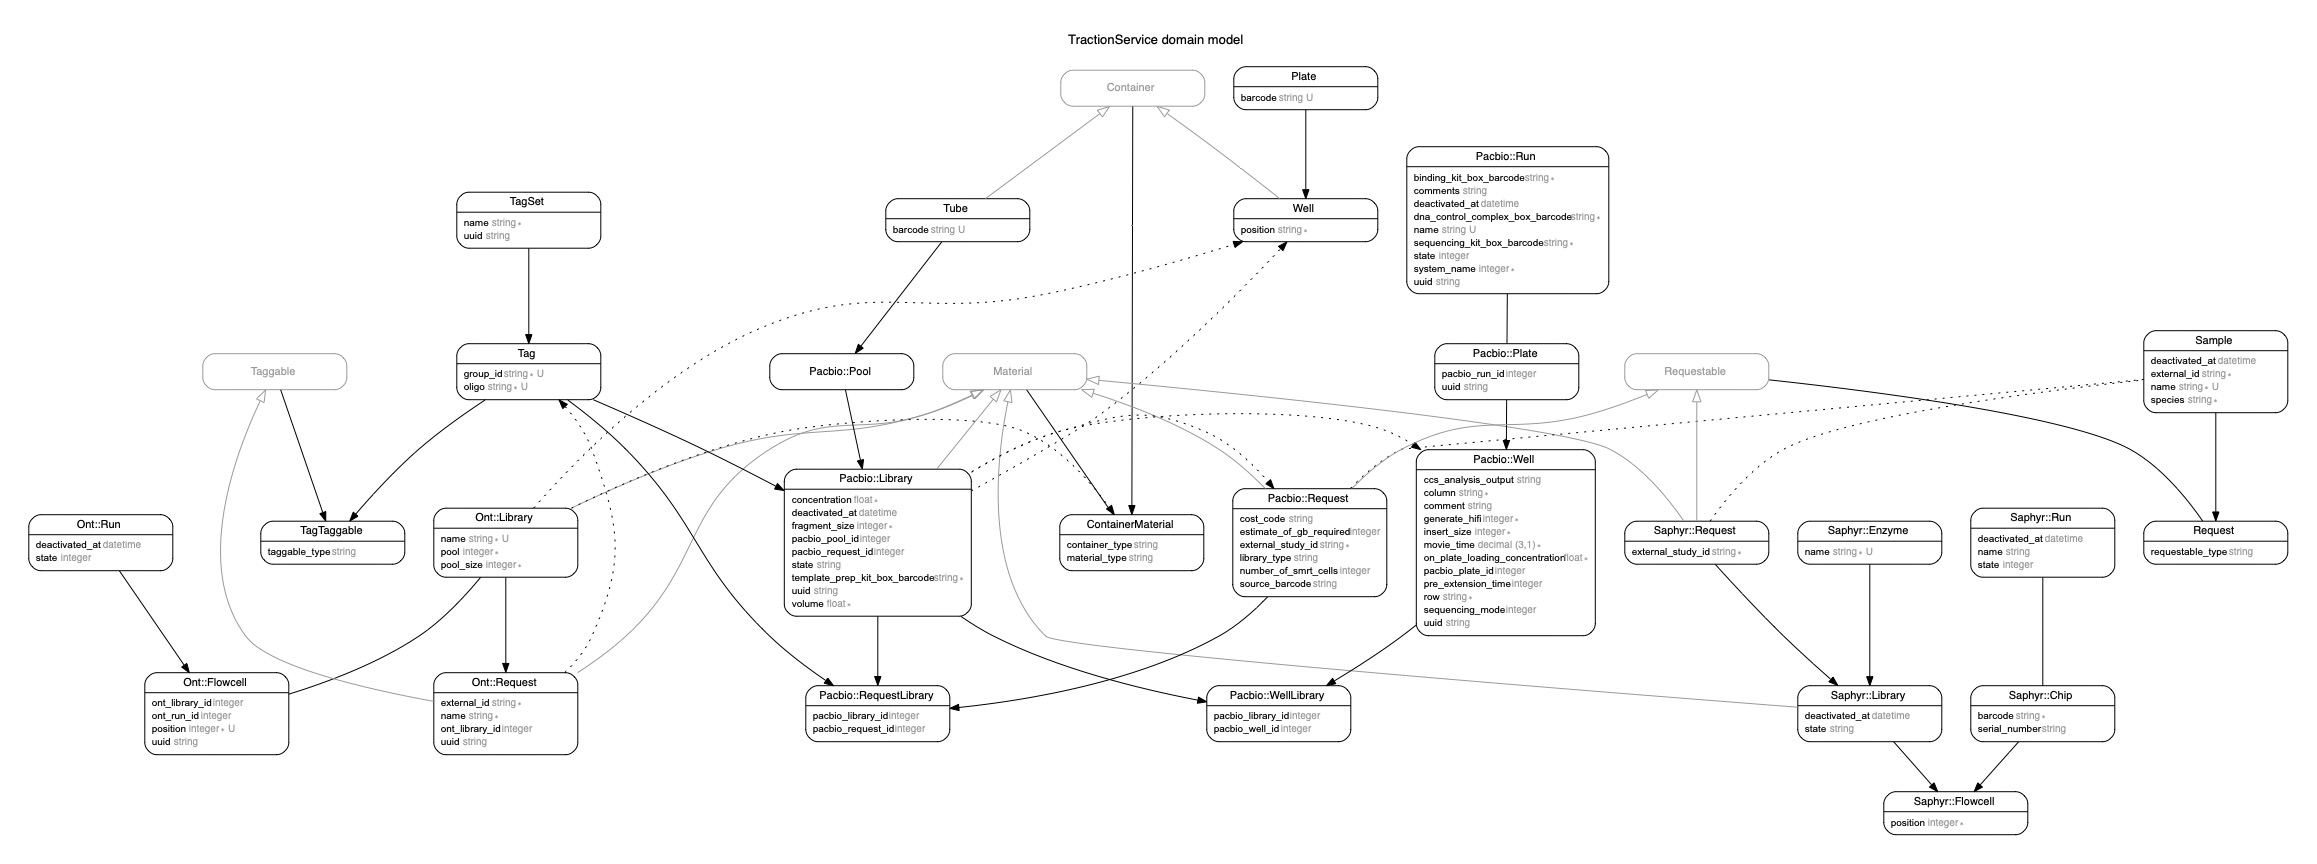 TractionService domain model
Container
Plate
barcode string U
Pacbio::Run
binding_kit_box_barcode string ∗
comments string
deactivated_at datetime
dna_control_complex_box_barcode string ∗
name string U
sequencing_kit_box_barcode string ∗
state integer
system_name integer ∗
uuid string
TagSet
name string ∗
uuid string
Tube
barcode string U
Well
position string ∗
Taggable
Tag
group_id string ∗ U
oligo string ∗ U
Pacbio::Pool
Material
Pacbio::Plate
pacbio_run_id integer
uuid string
Requestable
Sample
deactivated_at datetime
external_id string ∗
name string ∗ U
species string ∗
Ont::Run
deactivated_at datetime
state integer
TagTaggable
taggable_type string
Ont::Library
name string ∗ U
pool integer ∗
pool_size integer ∗
Pacbio::Library
concentration float ∗
deactivated_at datetime
fragment_size integer ∗
pacbio_pool_id integer
pacbio_request_id integer
state string
template_prep_kit_box_barcode string ∗
uuid string
volume float ∗
ContainerMaterial
container_type string
material_type string
Pacbio::Request
cost_code string
estimate_of_gb_required integer
external_study_id string ∗
library_type string
number_of_smrt_cells integer
source_barcode string
Pacbio::Well
ccs_analysis_output string
column string ∗
comment string
generate_hifi integer ∗
insert_size integer ∗
movie_time decimal (3,1) ∗
on_plate_loading_concentration float ∗
pacbio_plate_id integer
pre_extension_time integer
row string ∗
sequencing_mode integer
uuid string
Saphyr::Request
external_study_id string ∗
Saphyr::Enzyme
name string ∗ U
Saphyr::Run
deactivated_at datetime
name string
state integer
Request
requestable_type string
Ont::Flowcell
ont_library_id integer
ont_run_id integer
position integer ∗ U
uuid string
Ont::Request
external_id string ∗
name string ∗
ont_library_id integer
uuid string
Pacbio::RequestLibrary
pacbio_library_id integer
pacbio_request_id integer
Pacbio::WellLibrary
pacbio_library_id integer
pacbio_well_id integer
Saphyr::Library
deactivated_at datetime
state string
Saphyr::Chip
barcode string ∗
serial_number string
Saphyr::Flowcell
position integer ∗